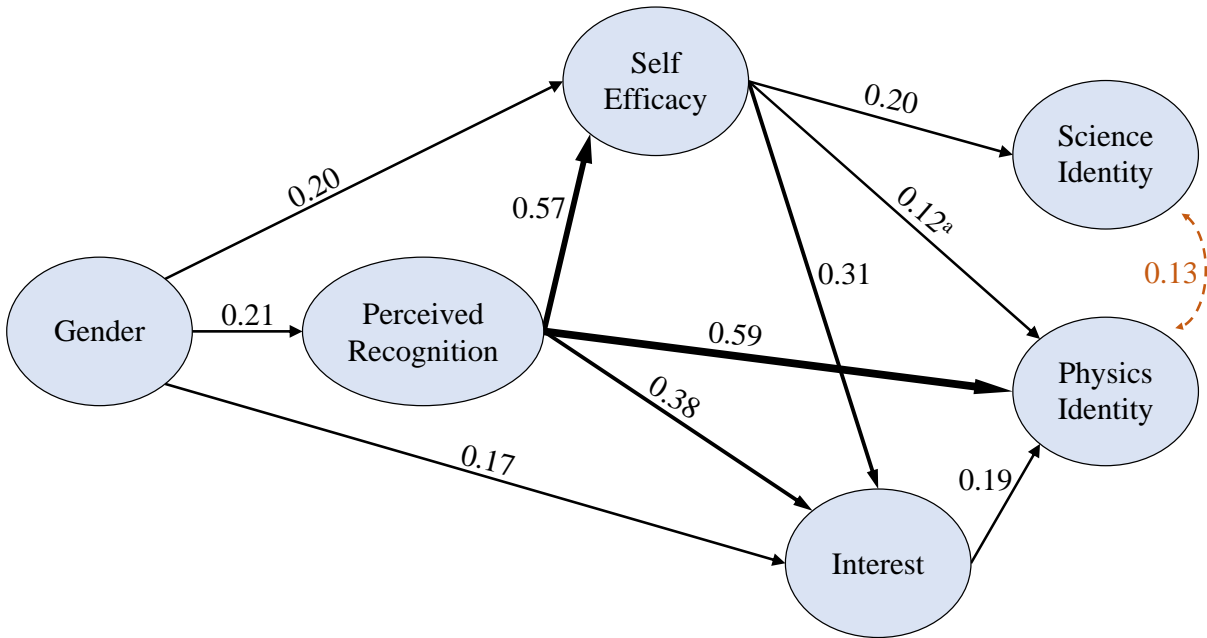 Self
Efficacy
0.20
Science
Identity
0.20
0.57
0.12ᵃ
0.31
0.13
Gender
0.21
Perceived
Recognition
0.59
Physics
Identity
0.38
0.17
0.19
Interest